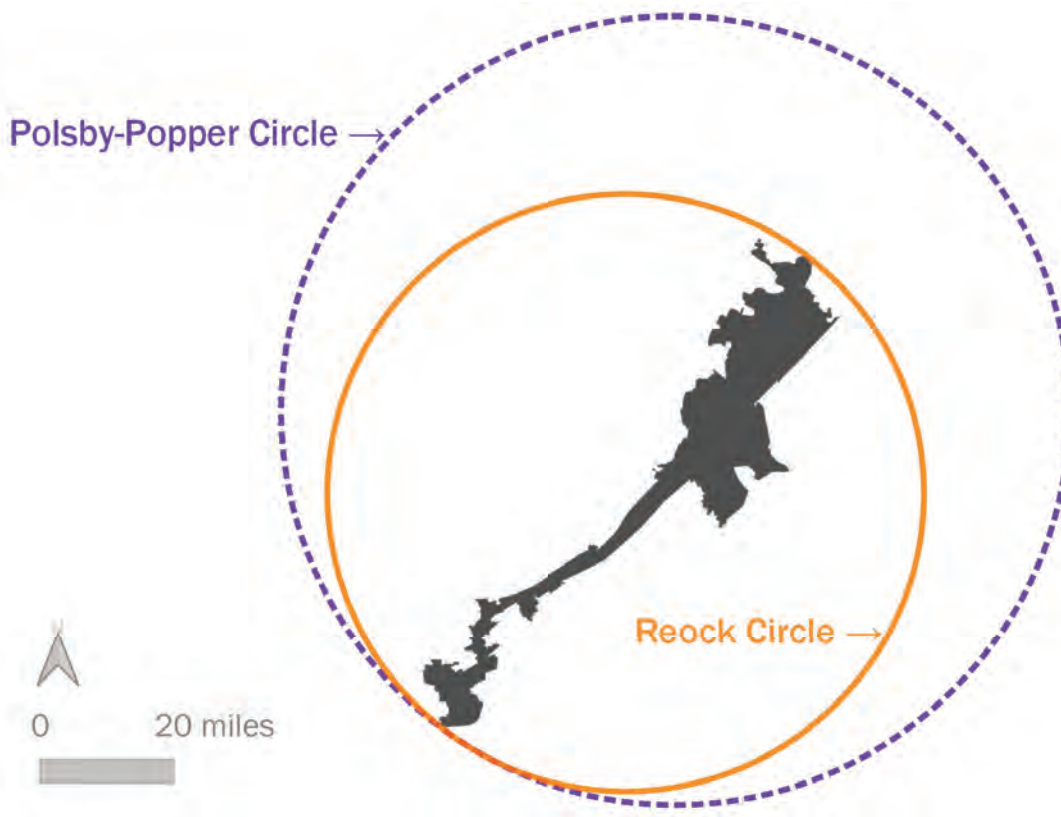 Polsby-Popper Circle →
Reock Circle →
0 20 miles